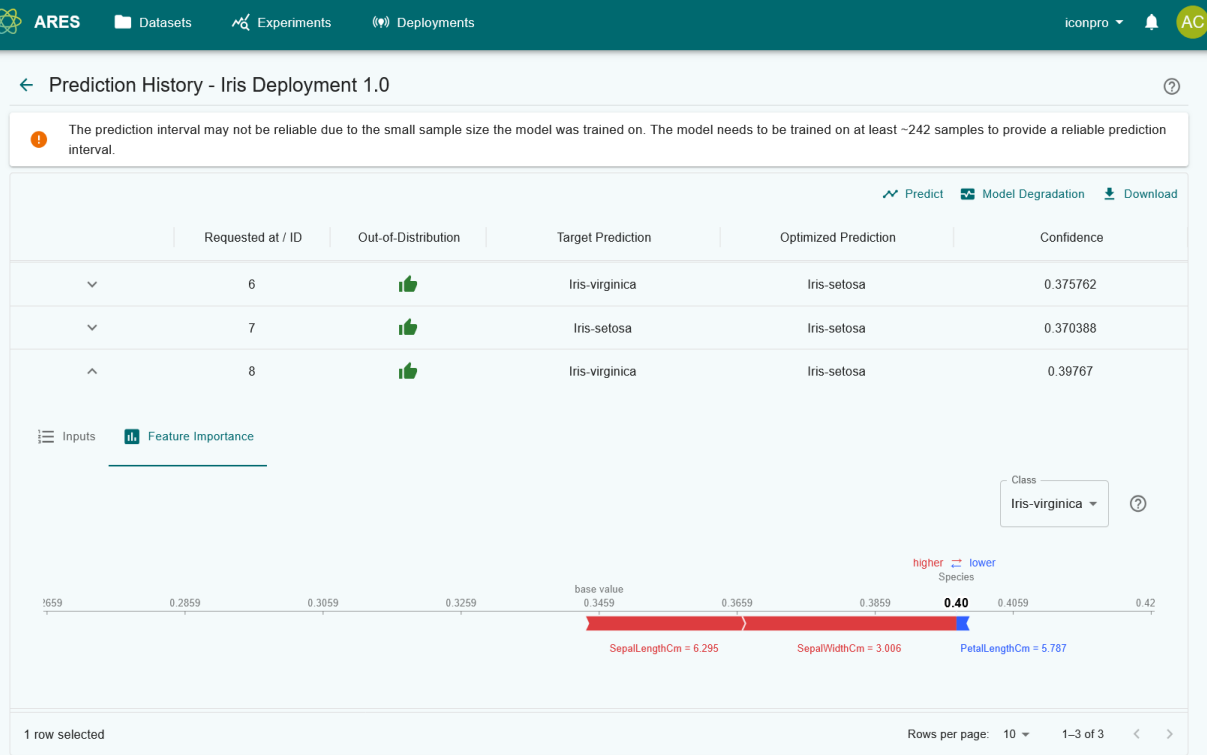 ARES Datasets Experiments Deployments iconpro AC
Prediction History - Iris Deployment 1.0
The prediction interval may not be reliable due to the small sample size the model was trained on. The model needs to be trained on at least ~242 samples to provide a reliable prediction
interval.
Predict Model Degradation Download
Requested at / ID Out-of-Distribution Target Prediction Optimized Prediction Confidence
6 Iris-virginica Iris-setosa 0.375762
7 Iris-setosa Iris-setosa 0.370388
8 Iris-virginica Iris-setosa 0.39767
Inputs Feature Importance
Class
Iris-virginica
higher lower
Species
base value
0.2859 0.3059 0.3259 0.3459 0.3659 0.3859 0.40 0.4059 0.42
SepalLengthCm = 6.295 SepalWidthCm = 3.006 PetalLengthCm = 5.787
1 row selected Rows per page: 10 1–3 of 3